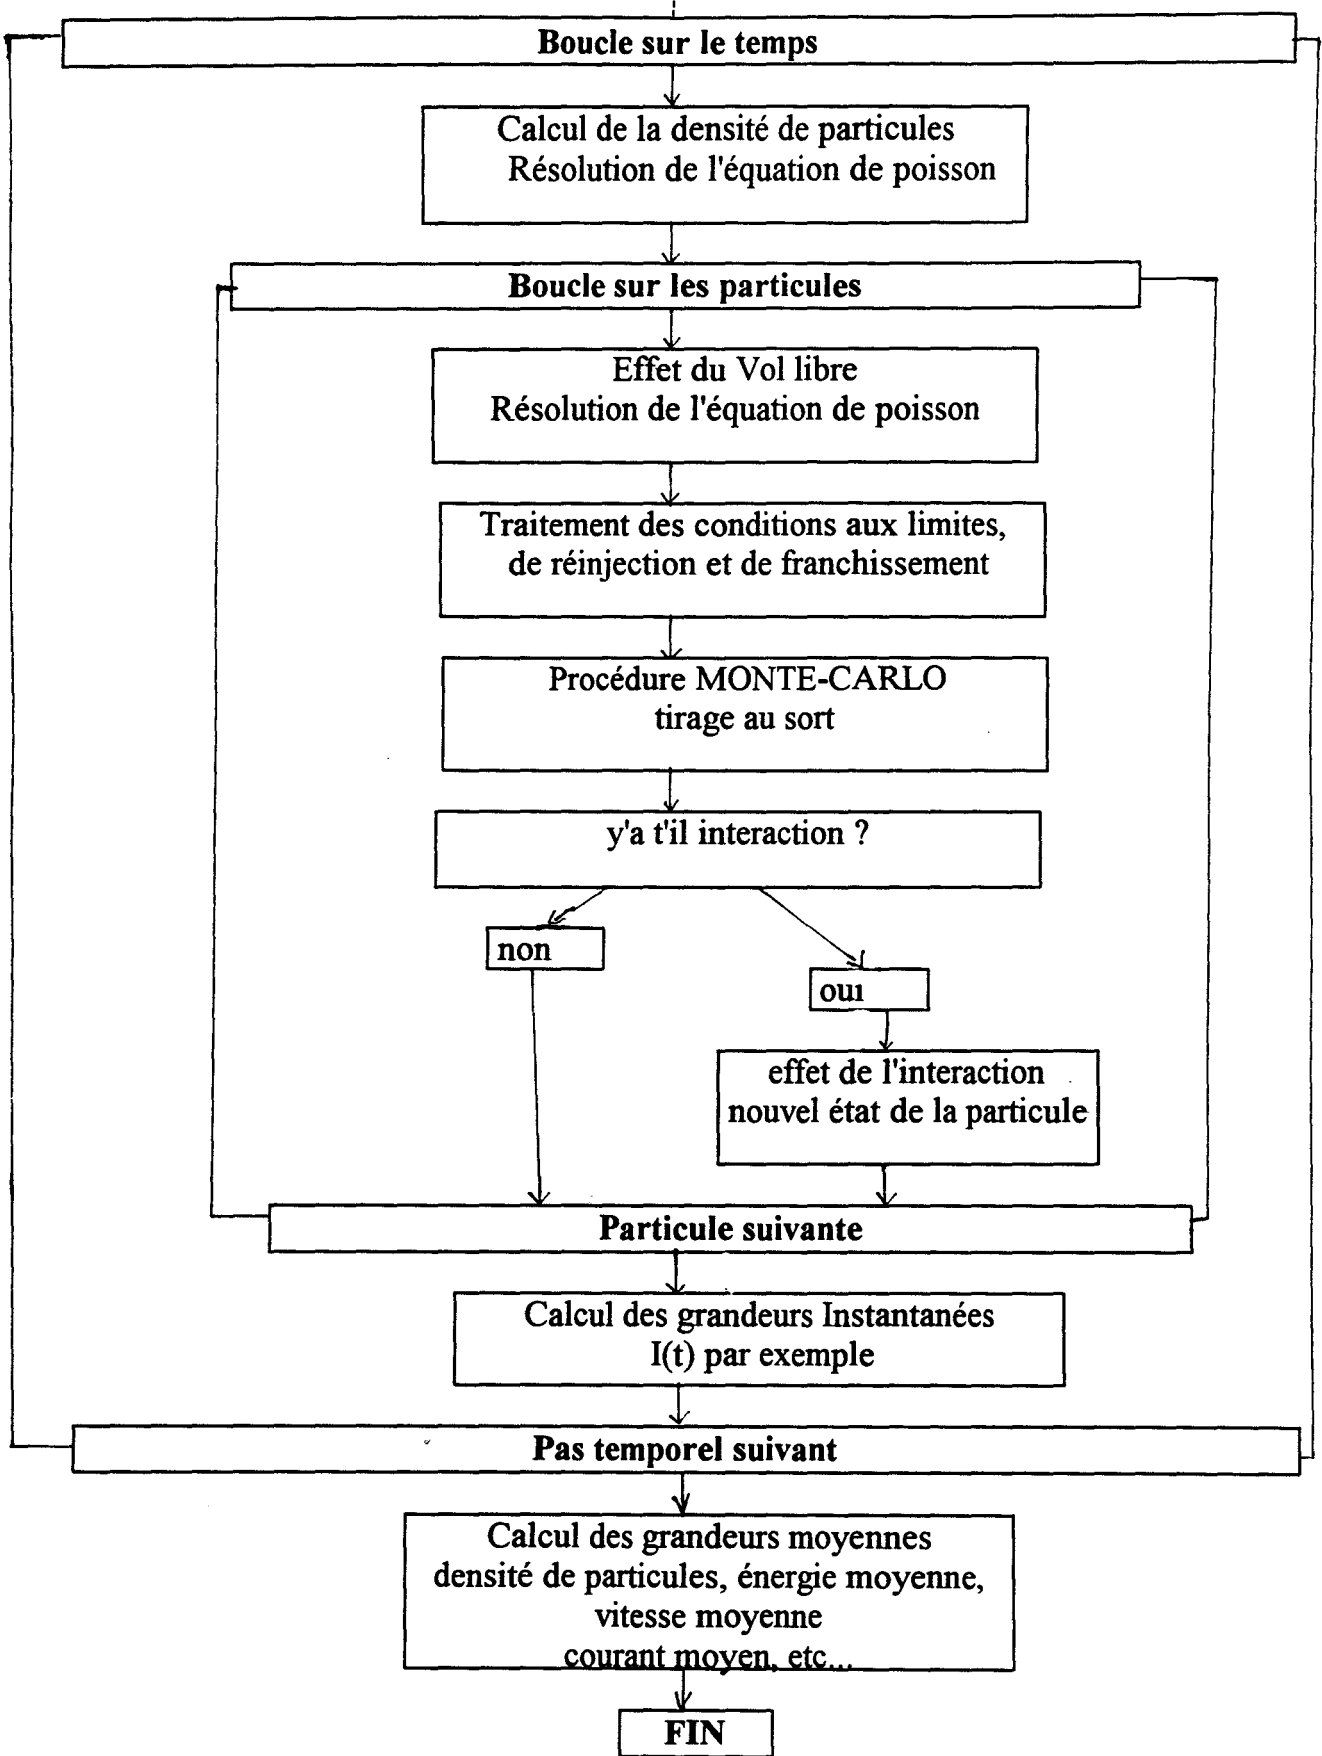 Boucle sur le temps
Calcul de la densité de particules
Résolution de l'équation de poisson
Boucle sur les particules
Effet du Vol libre
Résolution de l'équation de poisson
Traitement des conditions aux limites,
de réinjection et de franchissement
Procédure MONTE-CARLO
tirage au sort
y'a t'il interaction ?
non
oui
effet de l'interaction
nouvel état de la particule
Particule suivante
Calcul des grandeurs Instantanées
I(t) par exemple
Pas temporel suivant
Calcul des grandeurs moyennes
densité de particules, énergie moyenne,
vitesse moyenne
courant moyen, etc...
FIN